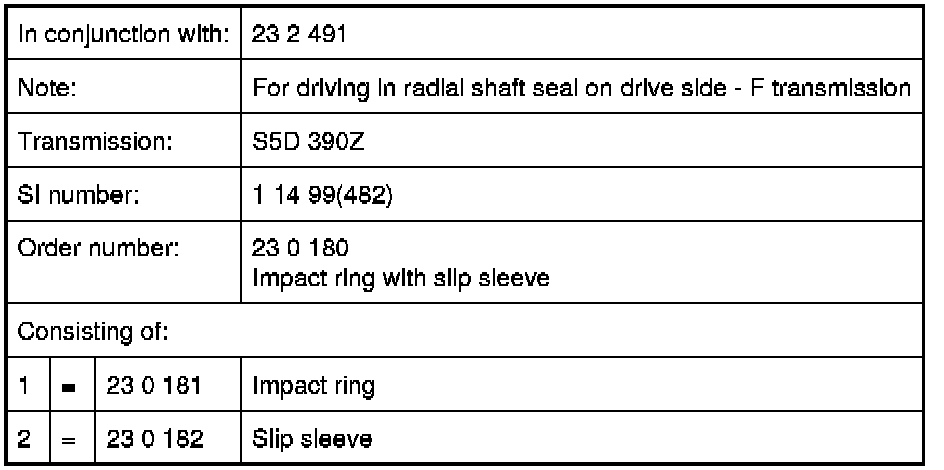 In conjunction with: 23 2 491
Note: For driving in radial shaft seal on drive side - F transmission
Transmission: S5D 390Z
SI number: 1 14 99(482)
Order number: 23 0 180
Impact ring with slip sleeve
Consisting of:
1 = 23 0 181 Impact ring
2 = 23 0 182 Slip sleeve